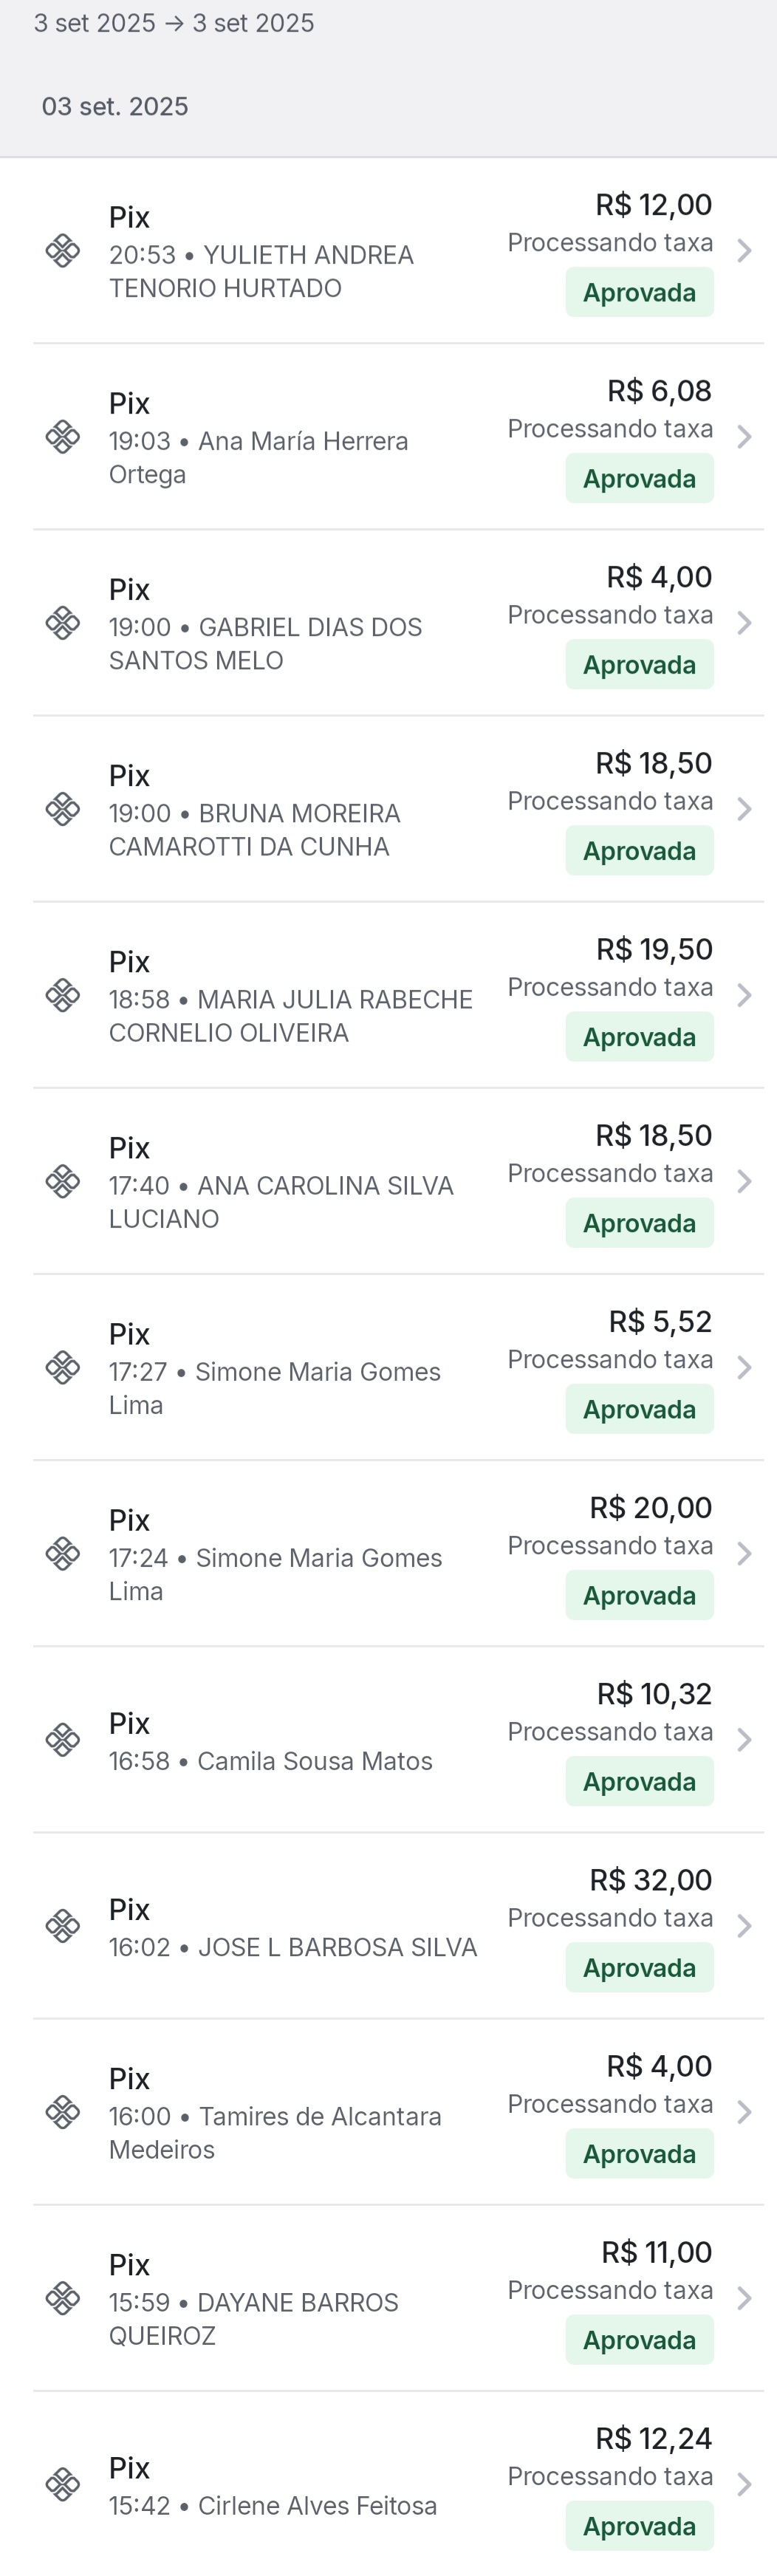 3 set 2025 → 3 set 2025
03 set. 2025
Pix
20:53 • YULIETH ANDREA
TENORIO HURTADO
R$ 12,00
Processando taxa
Aprovada
Pix
19:03 • Ana María Herrera
Ortega
R$ 6,08
Processando taxa
Aprovada
Pix
19:00 • GABRIEL DIAS DOS
SANTOS MELO
R$ 4,00
Processando taxa
Aprovada
Pix
19:00 • BRUNA MOREIRA
CAMAROTTI DA CUNHA
R$ 18,50
Processando taxa
Aprovada
Pix
18:58 • MARIA JULIA RABECHE
CORNELIO OLIVEIRA
R$ 19,50
Processando taxa
Aprovada
Pix
17:40 • ANA CAROLINA SILVA
LUCIANO
R$ 18,50
Processando taxa
Aprovada
Pix
17:27 • Simone Maria Gomes
Lima
R$ 5,52
Processando taxa
Aprovada
Pix
17:24 • Simone Maria Gomes
Lima
R$ 20,00
Processando taxa
Aprovada
Pix
16:58 • Camila Sousa Matos
R$ 10,32
Processando taxa
Aprovada
Pix
16:02 • JOSE L BARBOSA SILVA
R$ 32,00
Processando taxa
Aprovada
Pix
16:00 • Tamires de Alcantara
Medeiros
R$ 4,00
Processando taxa
Aprovada
Pix
15:59 • DAYANE BARROS
QUEIROZ
R$ 11,00
Processando taxa
Aprovada
Pix
15:42 • Cirlene Alves Feitosa
R$ 12,24
Processando taxa
Aprovada